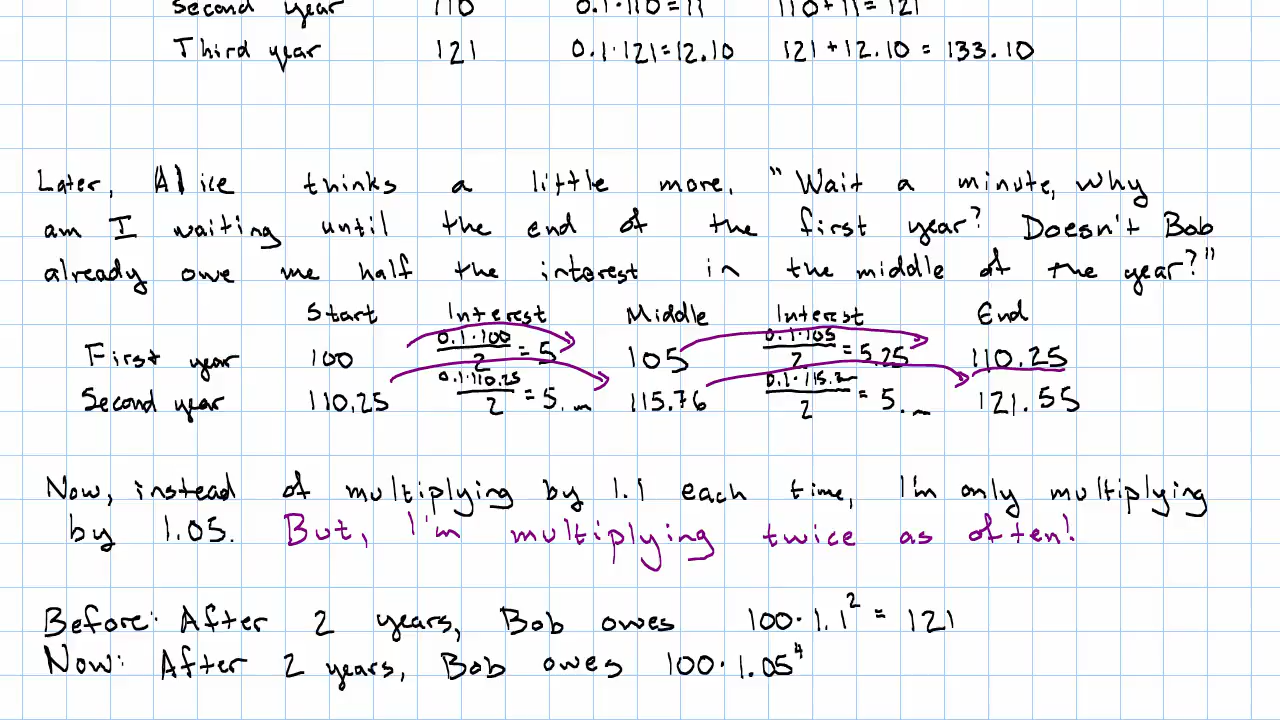 Second year 110 0.1·110=11 110+11=121
Third year 121 0.1·121=12.10 121+12.10=133.10
Later, Alice thinks a little more. "Wait a minute, why
am I waiting until the end of the first year? Doesn't Bob
already owe me half the interest in the middle of the year?"
Start Interest Middle Interest End
First year 100 0.1·100/2=5 105 0.1·105/2=5.25 110.25
Second year 110.25 0.1·110.25/2=5. 115.76 0.1·115.7/2=5. 121.55
Now, instead of multiplying by 1.1 each time, I'm only multiplying
by 1.05. But, I'm multiplying twice as often!
Before: After 2 years, Bob owes 100·1.1²=121
Now: After 2 years, Bob owes 100·1.05⁴